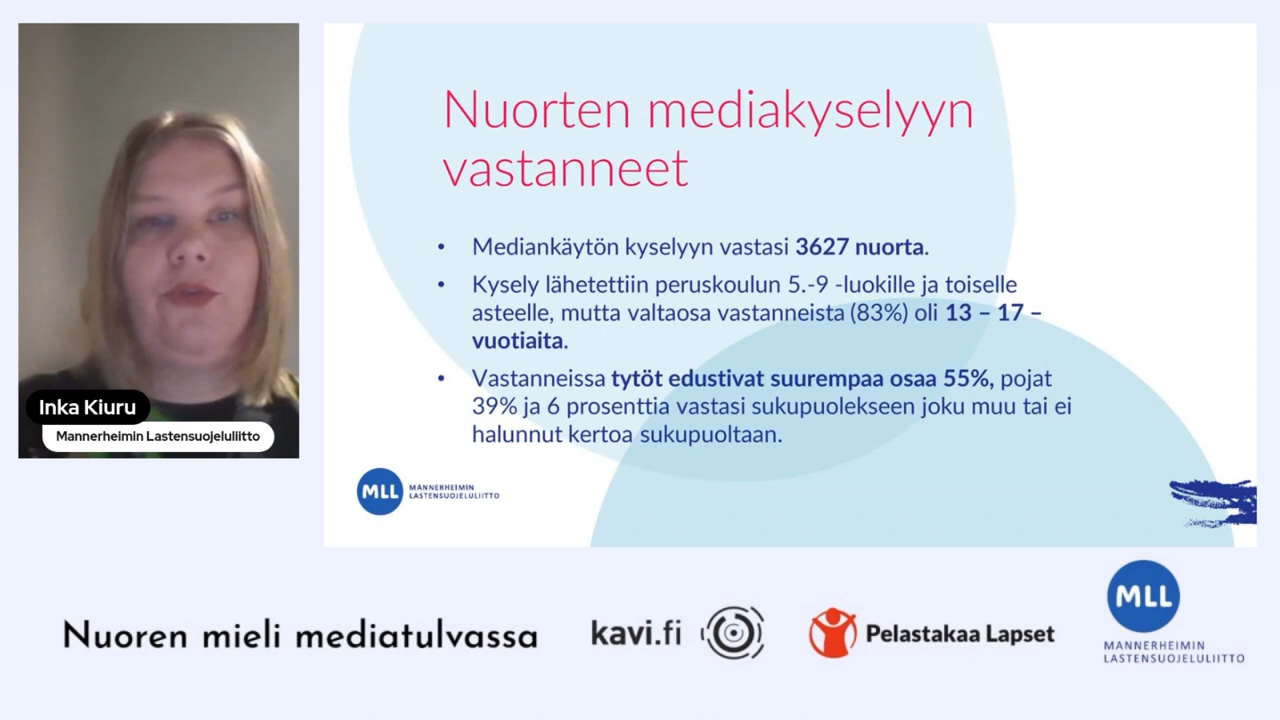 Nuorten mediakyselyyn
vastanneet
• Mediankäytön kyselyyn vastasi 3627 nuorta.
• Kysely lähetettiin peruskoulun 5.-9 -luokille ja toiselle
asteelle, mutta valtaosa vastanneista (83%) oli 13 – 17 –
vuotiaita.
• Vastanneissa tytöt edustivat suurempaa osaa 55%, pojat
39% ja 6 prosenttia vastasi sukupuolekseen joku muu tai ei
halunnut kertoa sukupuoltaan.
Inka Kiuru
Mannerheimin Lastensuojeluliitto
MLL
MANNERHEIMIN
LASTENSUOJELULIITTO
Nuoren mieli mediatulvassa
kavi.fi
Pelastakaa Lapset
MLL
MANNERHEIMIN
LASTENSUOJELULIITTO